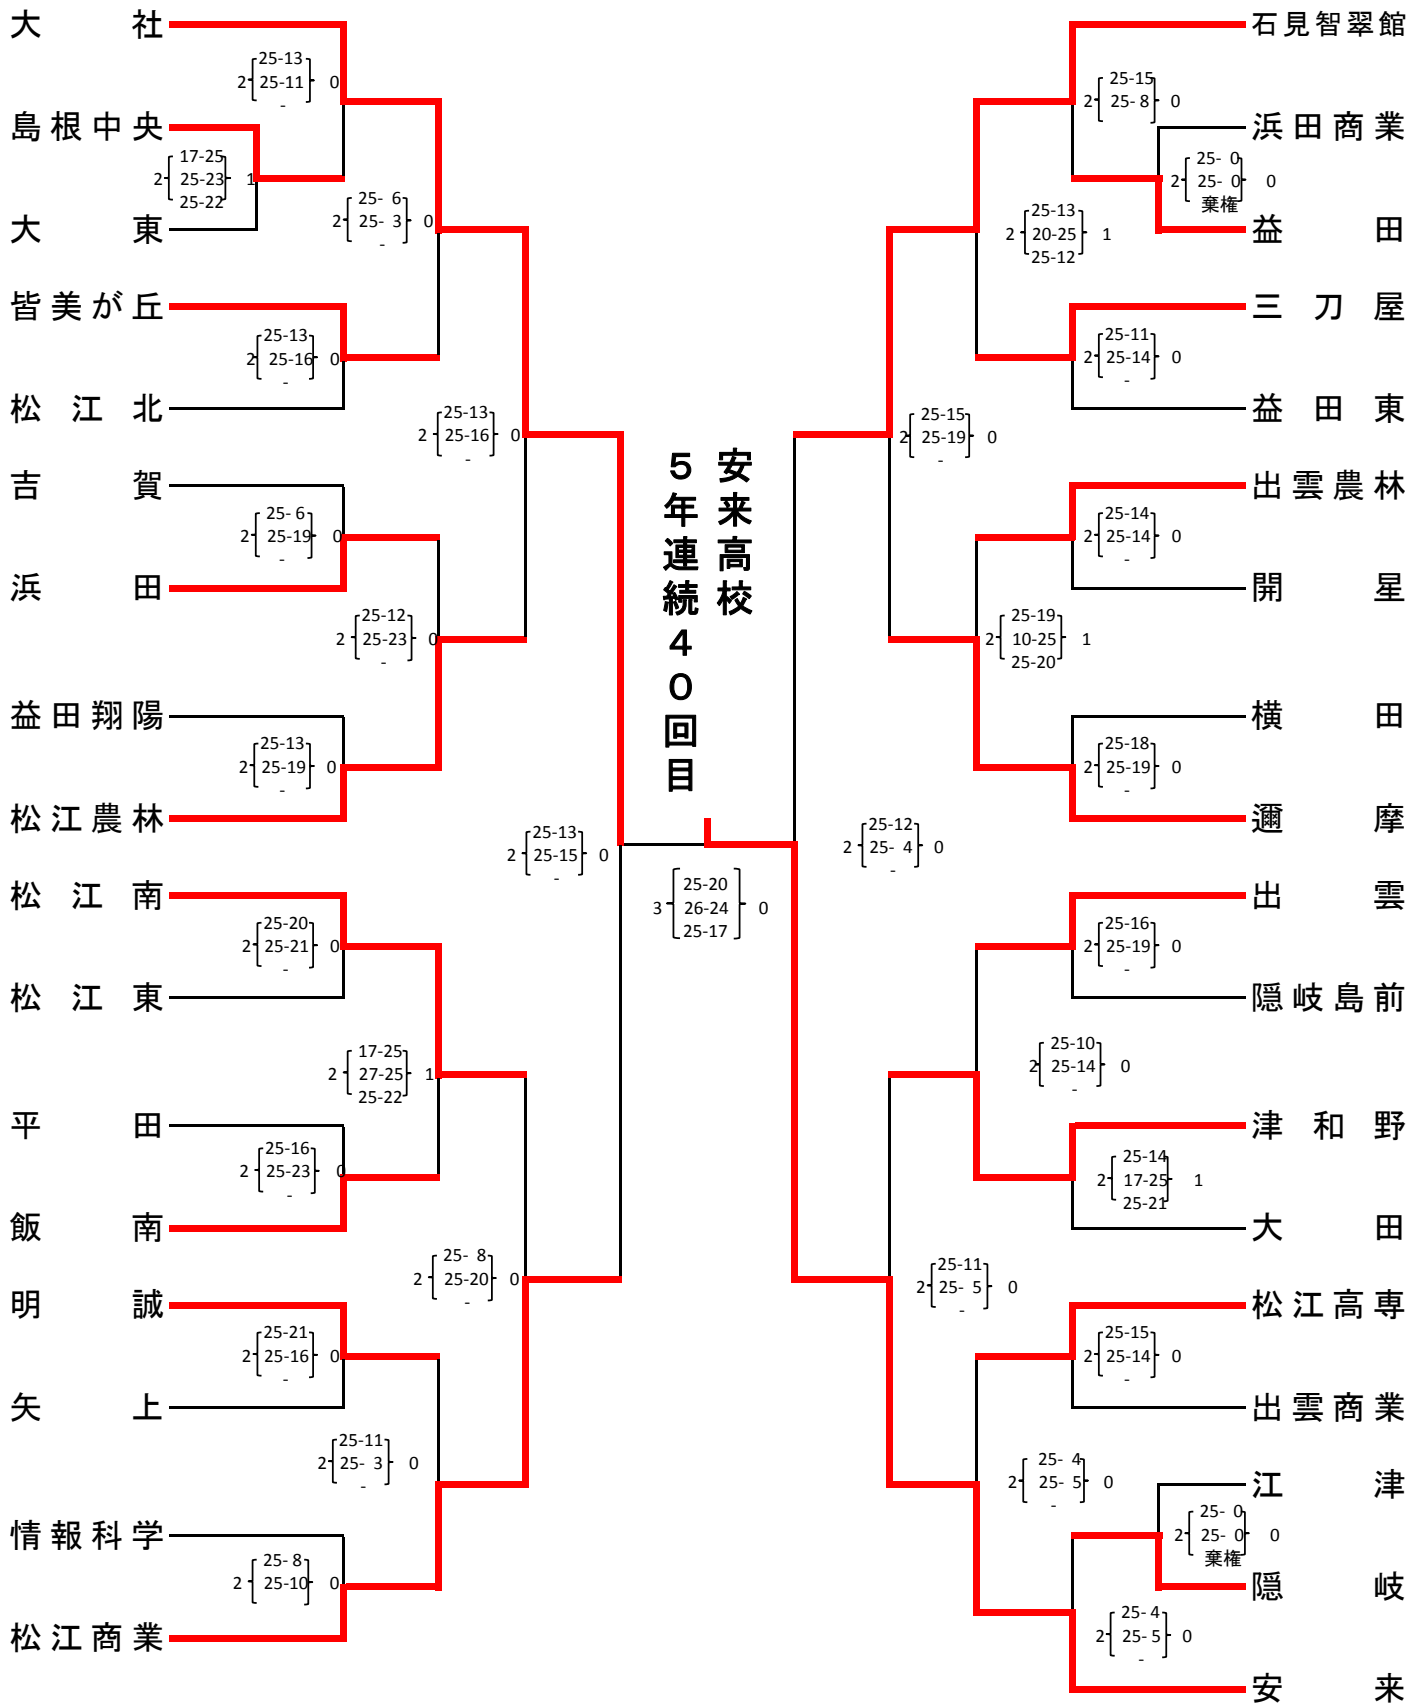 大社
25-13
2 25-11 0
-
島根中央
17-25
2 25-23 1
25-22
大東
25- 6
2 25- 3 0
-
皆美が丘
25-13
2 25-16 0
-
松江北
25-13
2 25-16 0
-
吉賀
25- 6
2 25-19 0
-
浜田
25-12
2 25-23 0
-
益田翔陽
25-13
2 25-19 0
-
松江農林
25-13
2 25-15 0
-
松江南
25-20
2 25-21 0
-
松江東
17-25
2 27-25 1
25-22
平田
25-16
2 25-23 0
-
飯南
25- 8
2 25-20 0
-
明誠
25-21
2 25-16 0
-
矢上
25-11
2 25- 3 0
-
情報科学
25- 8
2 25-10 0
-
松江商業
安来高校
5年連続40回目
25-20
3 26-24 0
25-17
石見智翠館
25-15
2 25- 8 0
浜田商業
25- 0
2 25- 0 0
棄権
益田
25-13
2 20-25 1
25-12
三刀屋
25-11
2 25-14 0
-
益田東
25-15
2 25-19 0
-
出雲農林
25-14
2 25-14 0
-
開星
25-19
2 10-25 1
25-20
横田
25-18
2 25-19 0
-
邇摩
25-12
2 25- 4 0
-
出雲
25-16
2 25-19 0
-
隠岐島前
25-10
2 25-14 0
-
津和野
25-14
2 17-25 1
25-21
大田
25-11
2 25- 5 0
-
松江高専
25-15
2 25-14 0
-
出雲商業
25- 4
2 25- 5 0
-
江津
25- 0
2 25- 0 0
棄権
隠岐
25- 4
2 25- 5 0
-
安来